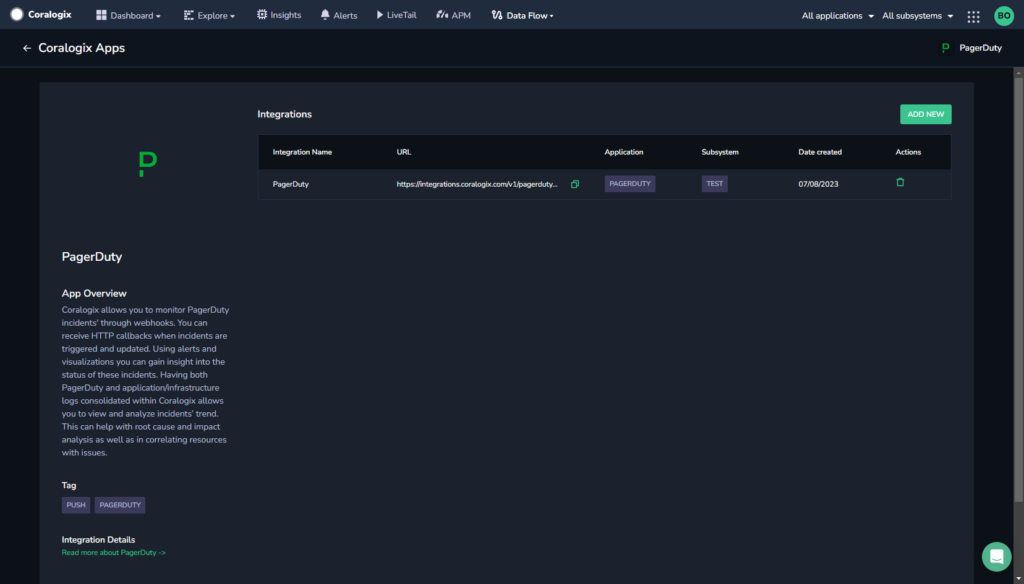 Coralogix Dashboard Explore Insights Alerts LiveTail APM Data Flow All applications All subsystems BO
← Coralogix Apps PagerDuty
Integrations ADD NEW
Integration Name URL Application Subsystem Date created Actions
PagerDuty https://integrations.coralogix.com/v1/pagerduty... PAGERDUTY TEST 07/08/2023
P
PagerDuty
App Overview
Coralogix allows you to monitor PagerDuty
incidents' through webhooks. You can
receive HTTP callbacks when incidents are
triggered and updated. Using alerts and
visualizations you can gain insight into the
status of these incidents. Having both
PagerDuty and application/infrastructure
logs consolidated within Coralogix allows
you to view and analyze incidents' trend.
This can help with root cause and impact
analysis as well as in correlating resources
with issues.
Tag
PUSH PAGERDUTY
Integration Details
Read more about PagerDuty ->